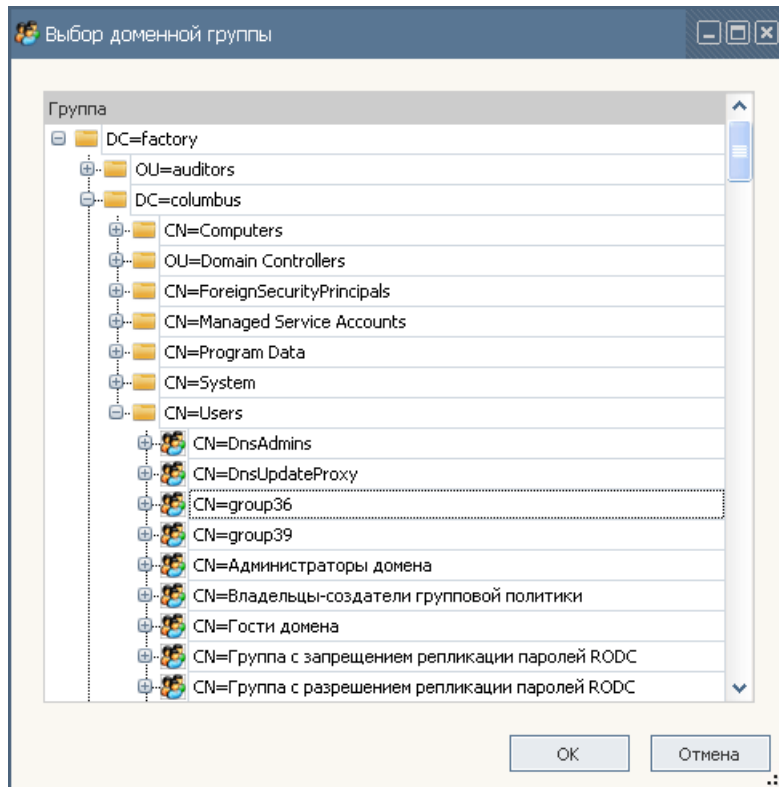 Выбор доменной группы
Группа
DC=factory
OU=auditors
DC=columbus
CN=Computers
OU=Domain Controllers
CN=ForeignSecurityPrincipals
CN=Managed Service Accounts
CN=Program Data
CN=System
CN=Users
CN=DnsAdmins
CN=DnsUpdateProxy
CN=group36
CN=group39
CN=Администраторы домена
CN=Владельцы-создатели групповой политики
CN=Гости домена
CN=Группа с запрещением репликации паролей RODC
CN=Группа с разрешением репликации паролей RODC
OK Отмена